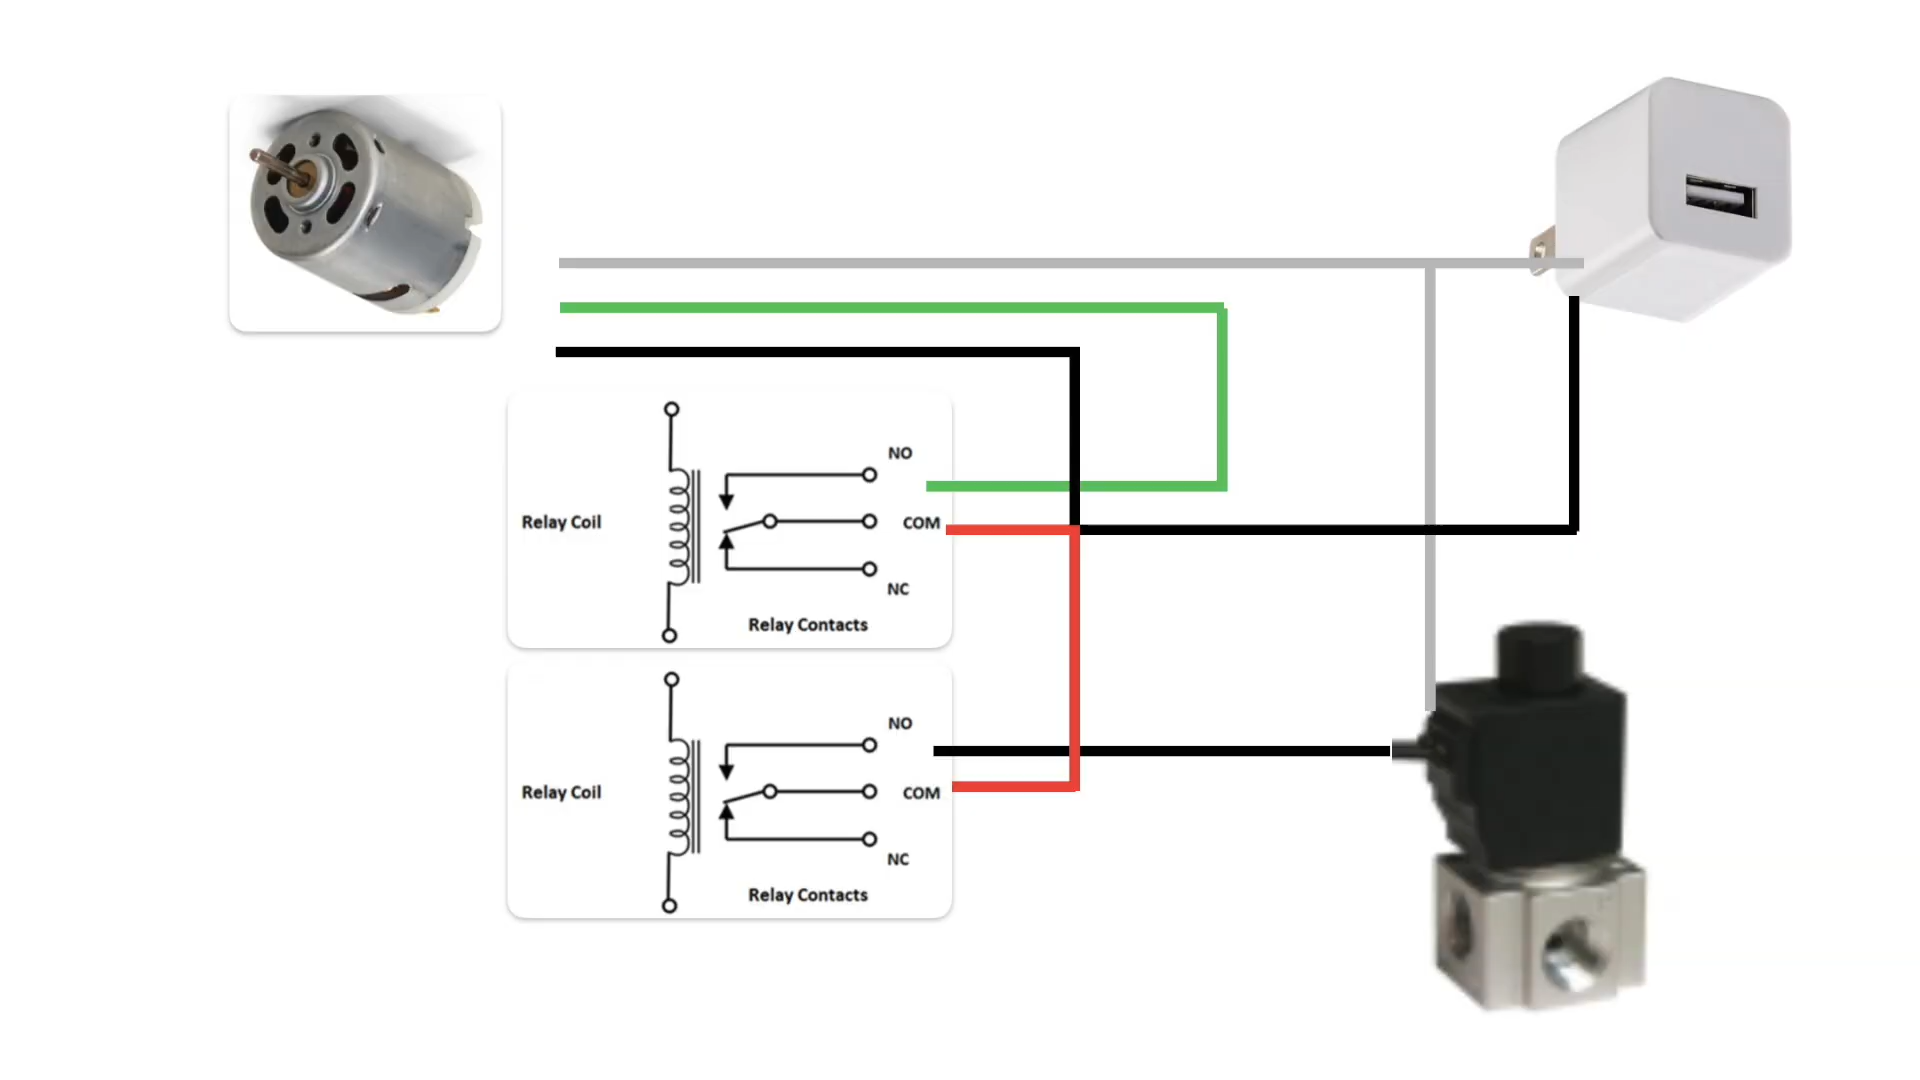 NO
Relay Coil
COM
NC
Relay Contacts
NO
Relay Coil
COM
NC
Relay Contacts